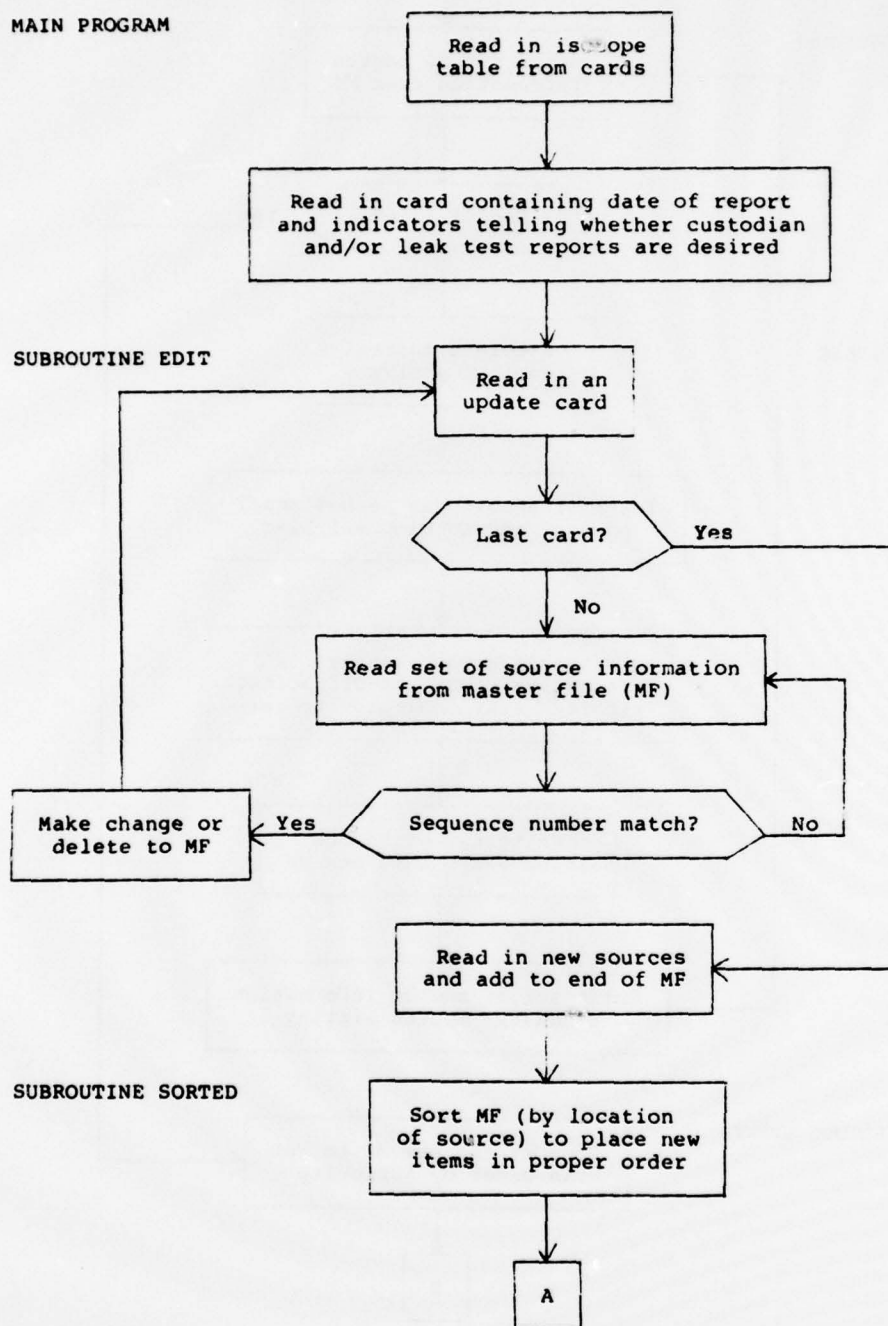 MAIN PROGRAM
Read in isotope
table from cards
Read in card containing date of report
and indicators telling whether custodian
and/or leak test reports are desired
SUBROUTINE EDIT
Read in an
update card
Last card?
Yes
No
Read set of source information
from master file (MF)
Make change or
delete to MF
Yes
Sequence number match?
No
Read in new sources
and add to end of MF
SUBROUTINE SORTED
Sort MF (by location
of source) to place new
items in proper order
A